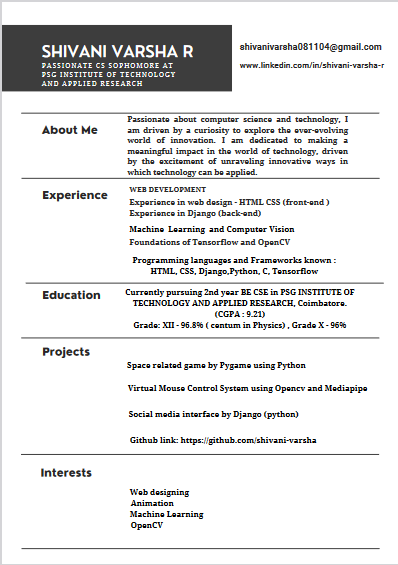 SHIVANI VARSHA R
PASSIONATE CS SOPHOMORE AT
PSG INSTITUTE OF TECHNOLOGY
AND APPLIED RESEARCH
shivanivarsha081104@gmail.com
www.linkedin.com/in/shivani-varsha-r
About Me
Passionate about computer science and technology, I
am driven by a curiosity to explore the ever-evolving
world of innovation. I am dedicated to making a
meaningful impact in the world of technology, driven
by the excitement of unraveling innovative ways in
which technology can be applied.
Experience
WEB DEVELOPMENT
Experience in web design - HTML CSS (front-end )
Experience in Django (back-end)
Machine Learning and Computer Vision
Foundations of Tensorflow and OpenCV
Programming languages and Frameworks known :
HTML, CSS, Django,Python, C, Tensorflow
Education
Currently pursuing 2nd year BE CSE in PSG INSTITUTE OF
TECHNOLOGY AND APPLIED RESEARCH, Coimbatore.
(CGPA : 9.21)
Grade: XII - 96.8% ( centum in Physics) , Grade X - 96%
Projects
Space related game by Pygame using Python
Virtual Mouse Control System using Opencv and Mediapipe
Social media interface by Django (python)
Github link: https://github.com/shivani-varsha
Interests
Web designing
Animation
Machine Learning
OpenCV